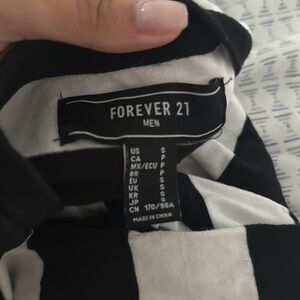 FOREVER 21
MEN
US S
CA S
MX/ECU P
BR P
EU S
UK S
KR S
JP S
CN 170/96A
MADE IN CHINA